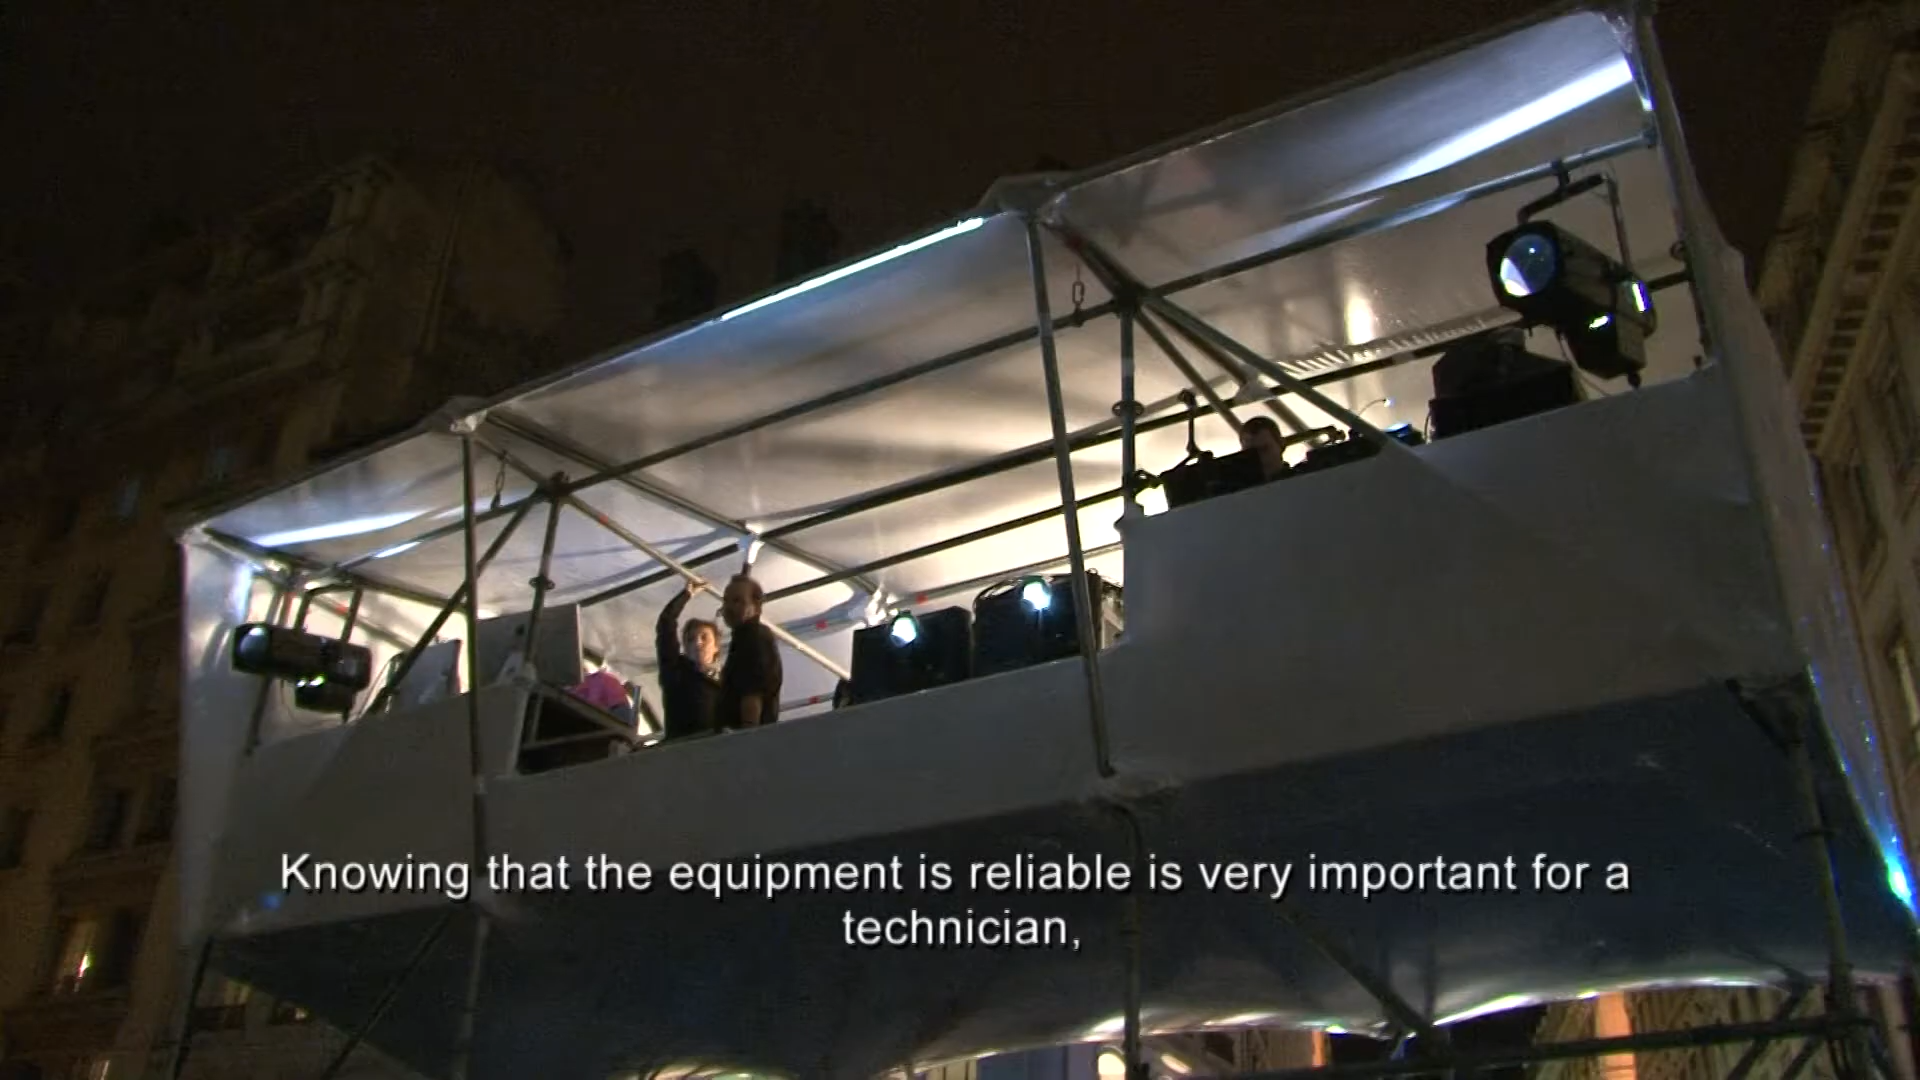 Knowing that the equipment is reliable is very important for a
technician,